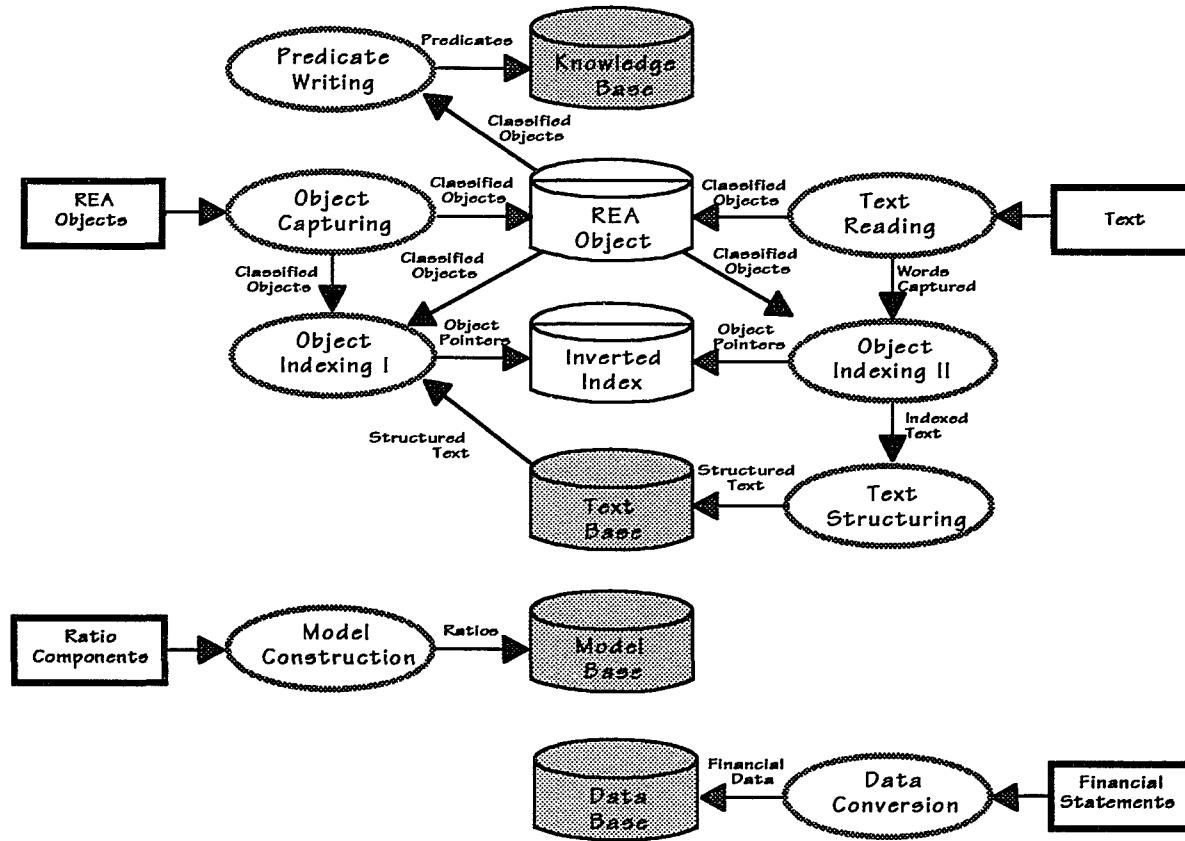 Predicates
Predicate
Writing
Knowledge
Base
Classified
Objects
REA
Objects
Object
Capturing
Classified
Objects
REA
Object
Classified
Objects
Text
Reading
Text
Classified
Objects
Classified
Objects
Classified
Objects
Words
Captured
Object
Indexing I
Object
Pointers
Inverted
Index
Object
Pointers
Object
Indexing II
Structured
Text
Indexed
Text
Text
Base
Structured
Text
Text
Structuring
Ratio
Components
Model
Construction
Ratios
Model
Base
Data
Base
Financial
Data
Data
Conversion
Financial
Statements